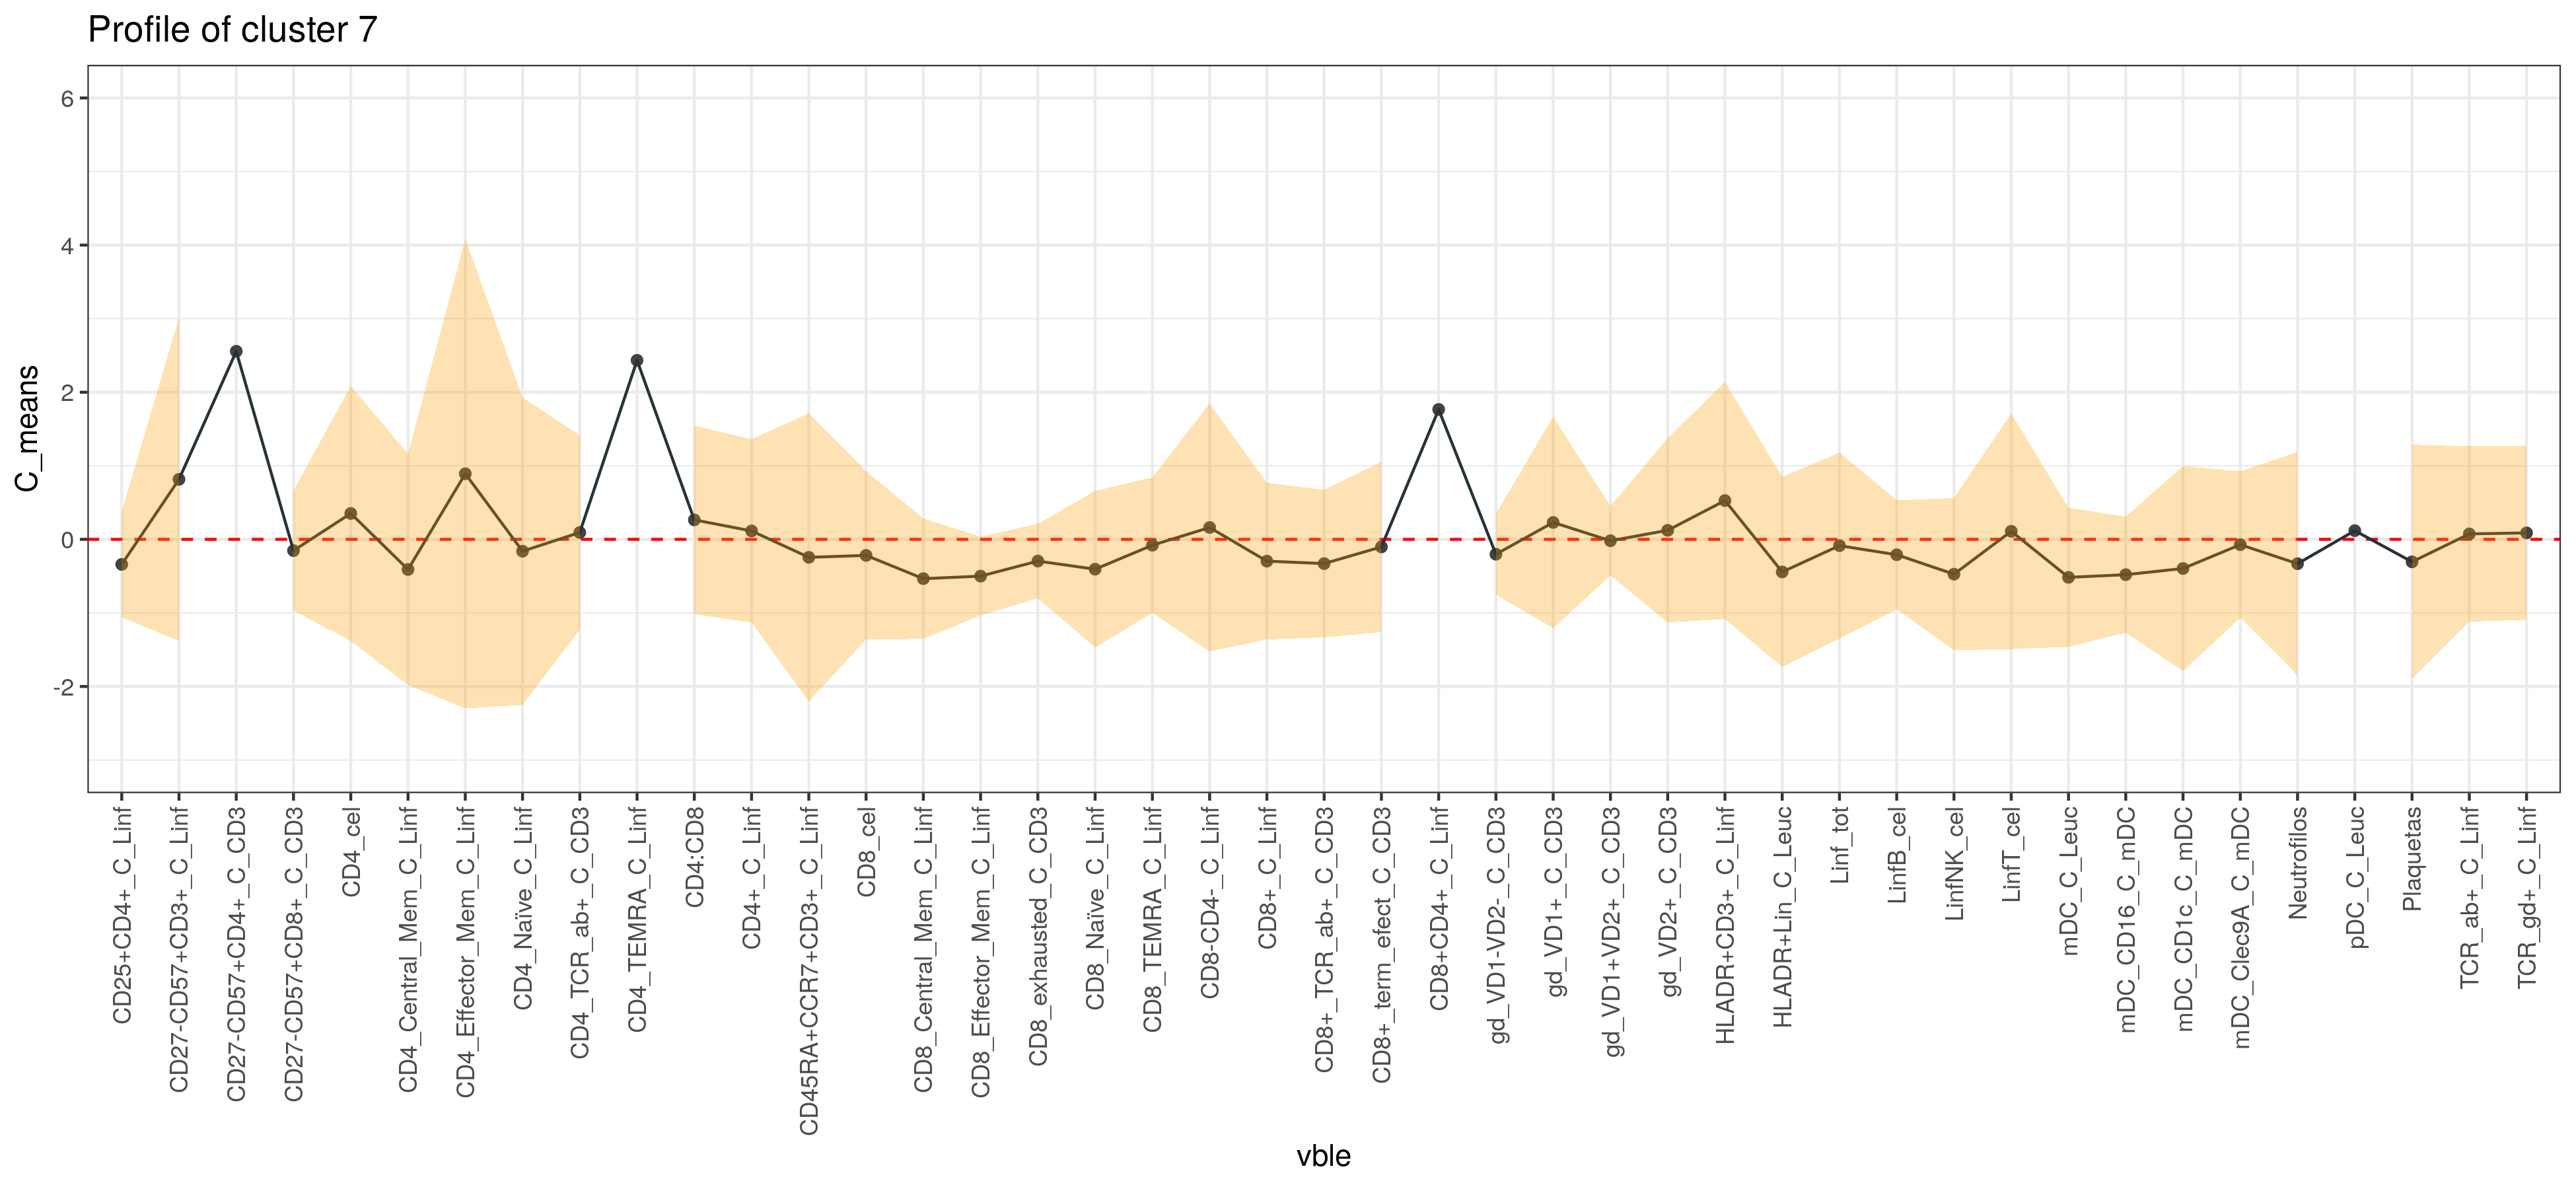 Profile of cluster 7
C_means
6
4
2
0
-2
CD25+CD4+_C_Linf
CD27-CD57+CD3+_C_Linf
CD27-CD57+CD4+_C_CD3
CD27-CD57+CD8+_C_CD3
CD4_cel
CD4_Central_Mem_C_Linf
CD4_Effector_Mem_C_Linf
CD4_Naïve_C_Linf
CD4_TCR_ab+_C_CD3
CD4_TEMRA_C_Linf
CD4:CD8
CD4+_C_Linf
CD45RA+CCR7+CD3+_C_Linf
CD8_cel
CD8_Central_Mem_C_Linf
CD8_Effector_Mem_C_Linf
CD8_exhausted_C_CD3
CD8_Naïve_C_Linf
CD8_TEMRA_C_Linf
CD8-CD4-_C_Linf
CD8+_C_Linf
CD8+_TCR_ab+_C_CD3
CD8+_term_efect_C_CD3
CD8+CD4+_C_Linf
gd_VD1-VD2-_C_CD3
gd_VD1+_C_CD3
gd_VD1+VD2+_C_CD3
gd_VD2+_C_CD3
HLADR+CD3+_C_Linf
HLADR+Lin_C_Leuc
Linf_tot
LinfB_cel
LinfNK_cel
LinfT_cel
mDC_C_Leuc
mDC_CD16_C_mDC
mDC_CD1c_C_mDC
mDC_Clec9A_C_mDC
Neutrofilos
pDC_C_Leuc
Plaquetas
TCR_ab+_C_Linf
TCR_gd+_C_Linf
vble